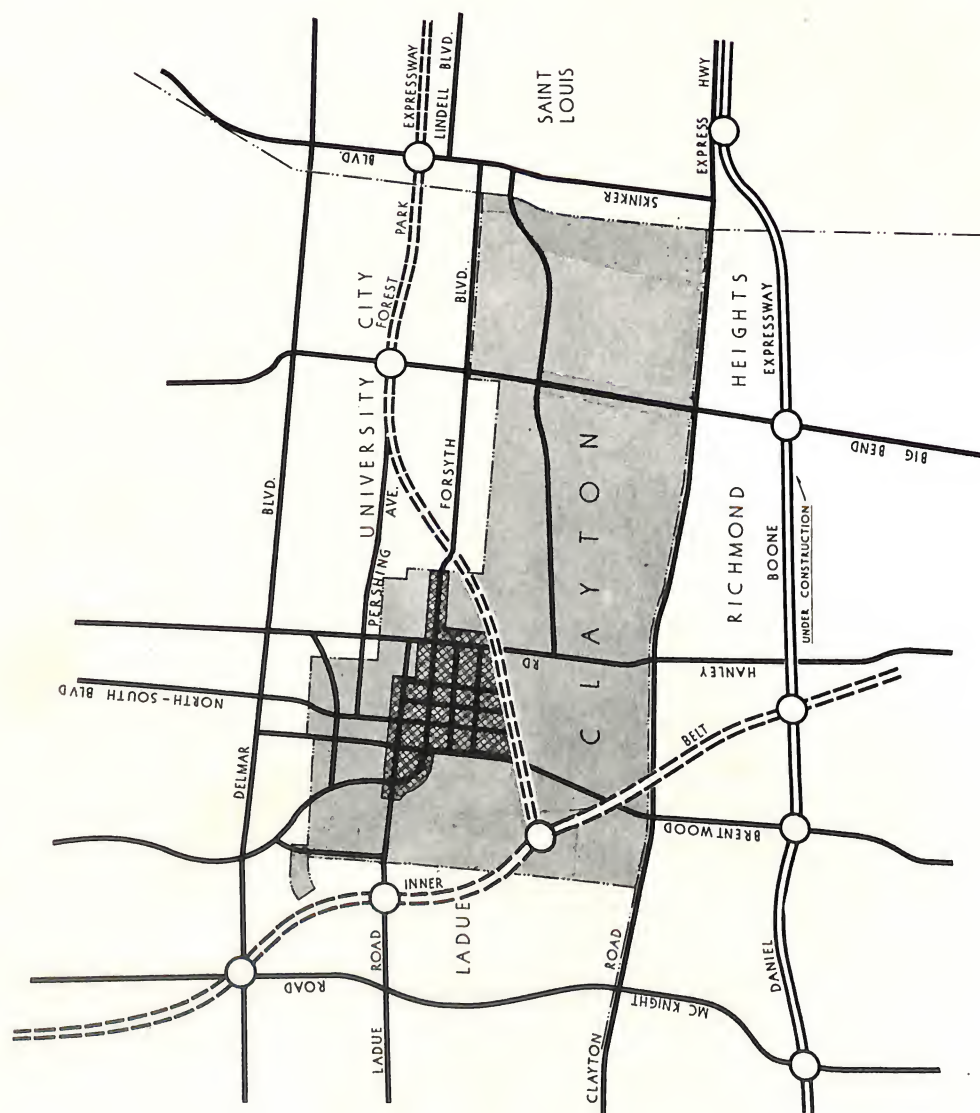 SAINT
LOUIS
EXPRESSWAY
LINDELL BLVD.
BLVD.
SKINKER
EXPRESS HWY
PARK
FOREST
UNIVERSITY CITY
BLVD.
FORSYTH
AVE.
PERSHING
BLVD.
DELMAR
NORTH-SOUTH BLVD
CLAYTON
RICHMOND HEIGHTS
DANIEL BOONE EXPRESSWAY
UNDER CONSTRUCTION
BIG BEND
RD
HANLEY
BRENTWOOD
INNER
BELT
LADUE
LADUE ROAD
CLAYTON ROAD
MC KNIGHT
ROAD